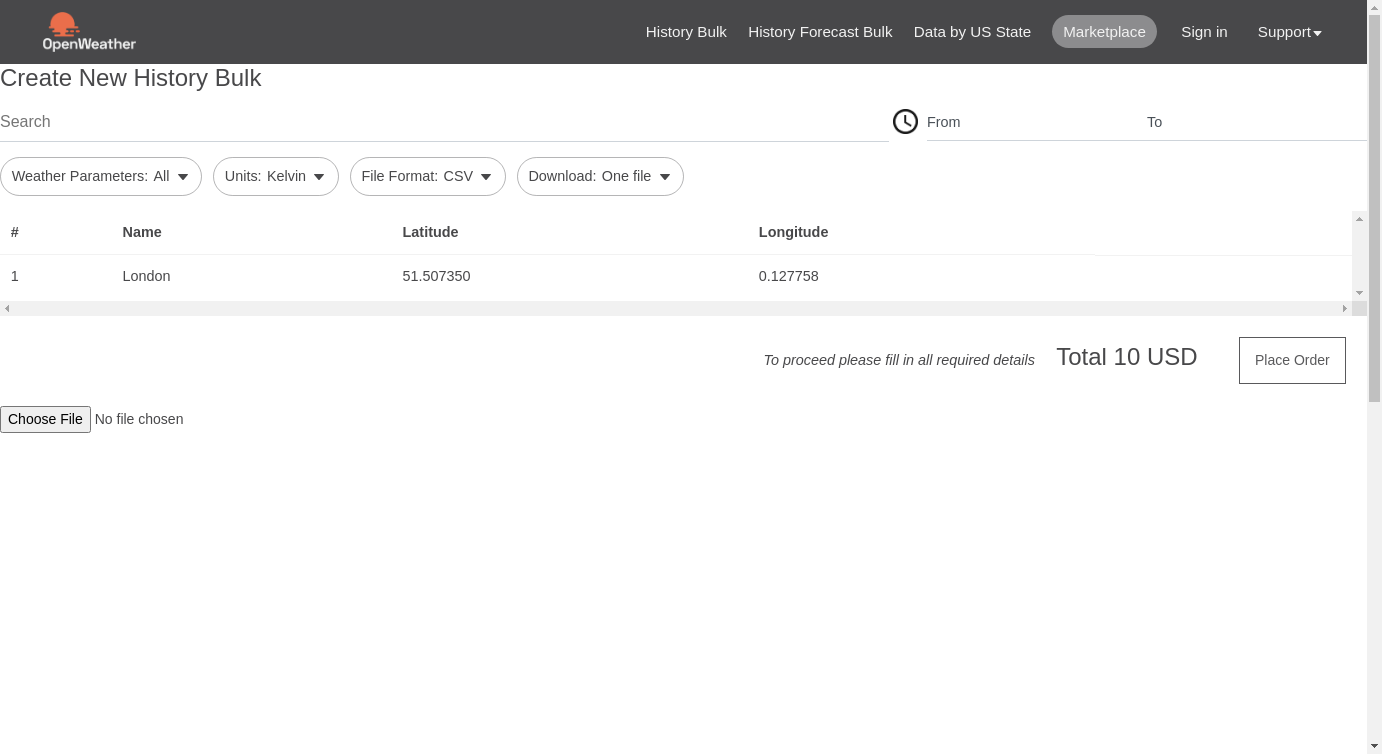 OpenWeather
History Bulk History Forecast Bulk Data by US State Marketplace Sign in Support
Create New History Bulk
Search From To
Weather Parameters: All Units: Kelvin File Format: CSV Download: One file
# Name Latitude Longitude
1 London 51.507350 0.127758
To proceed please fill in all required details Total 10 USD Place Order
Choose File No file chosen